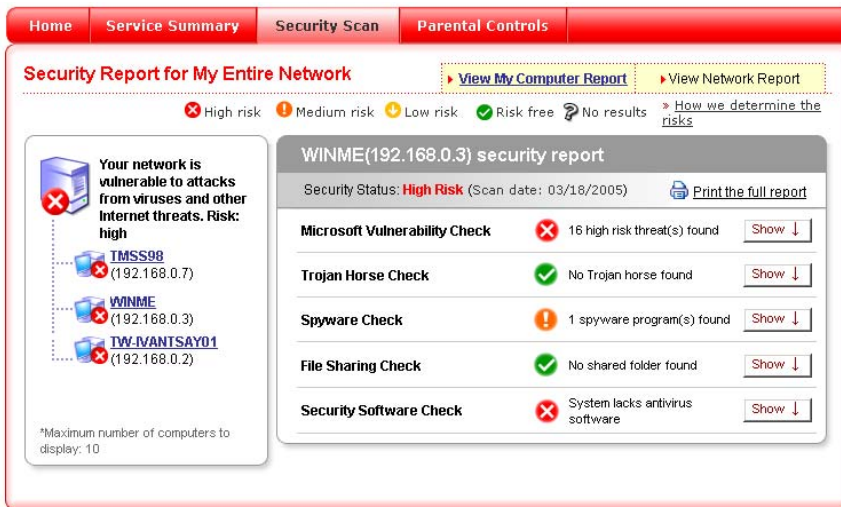 Home Service Summary Security Scan Parental Controls
Security Report for My Entire Network
View My Computer Report View Network Report
High risk Medium risk Low risk Risk free No results » How we determine the
risks
Your network is
vulnerable to attacks
from viruses and other
Internet threats. Risk:
high
TMSS98
(192.168.0.7)
WINME
(192.168.0.3)
TW-IVANTSAY01
(192.168.0.2)
*Maximum number of computers to
display: 10
WINME(192.168.0.3) security report
Security Status: High Risk (Scan date: 03/18/2005) Print the full report
Microsoft Vulnerability Check 16 high risk threat(s) found Show ↓
Trojan Horse Check No Trojan horse found Show ↓
Spyware Check 1 spyware program(s) found Show ↓
File Sharing Check No shared folder found Show ↓
Security Software Check System lacks antivirus
software Show ↓